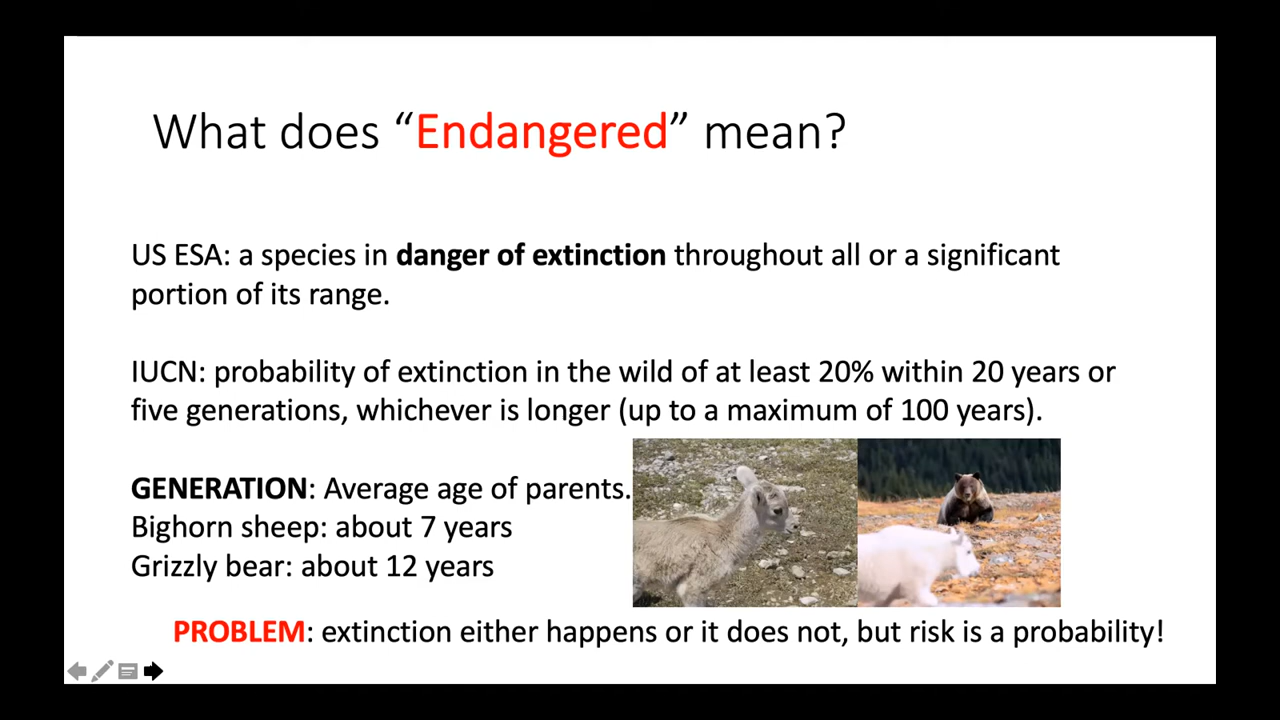 What does “Endangered” mean?
US ESA: a species in danger of extinction throughout all or a significant
portion of its range.
IUCN: probability of extinction in the wild of at least 20% within 20 years or
five generations, whichever is longer (up to a maximum of 100 years).
GENERATION: Average age of parents.
Bighorn sheep: about 7 years
Grizzly bear: about 12 years
PROBLEM: extinction either happens or it does not, but risk is a probability!